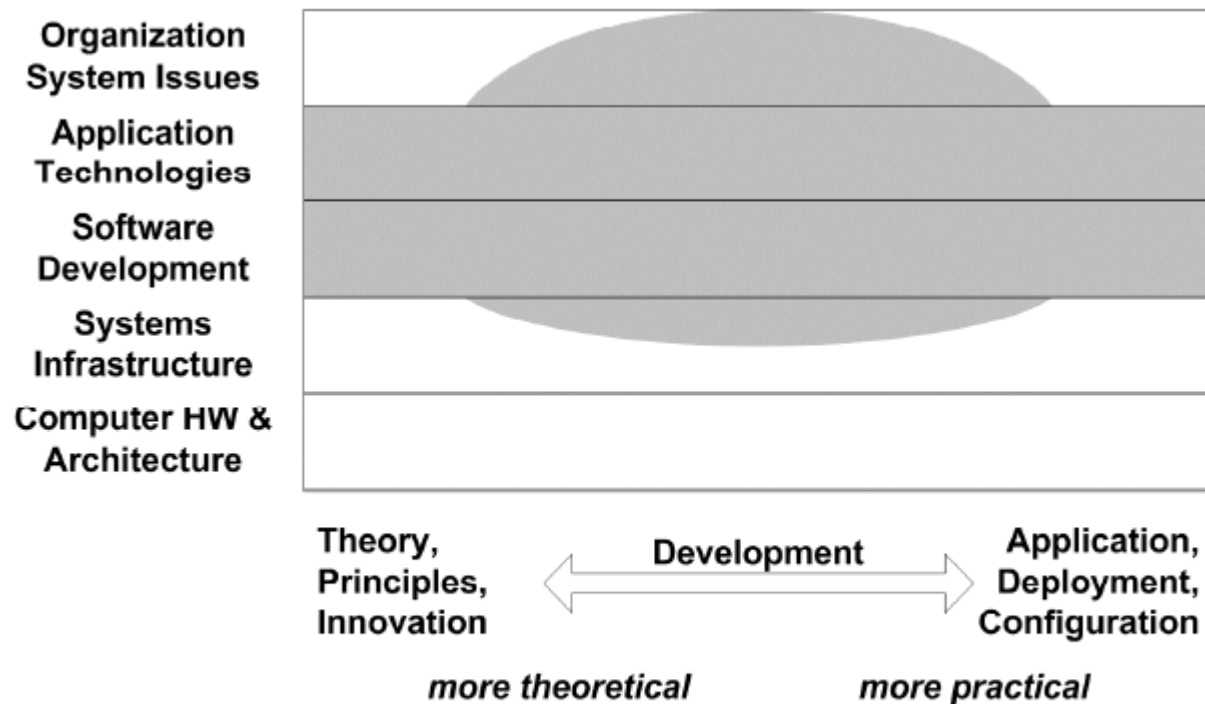 Organization
System Issues
Application
Technologies
Software
Development
Systems
Infrastructure
Computer HW &
Architecture
Theory,
Principles,
Innovation
Development
Application,
Deployment,
Configuration
more theoretical
more practical